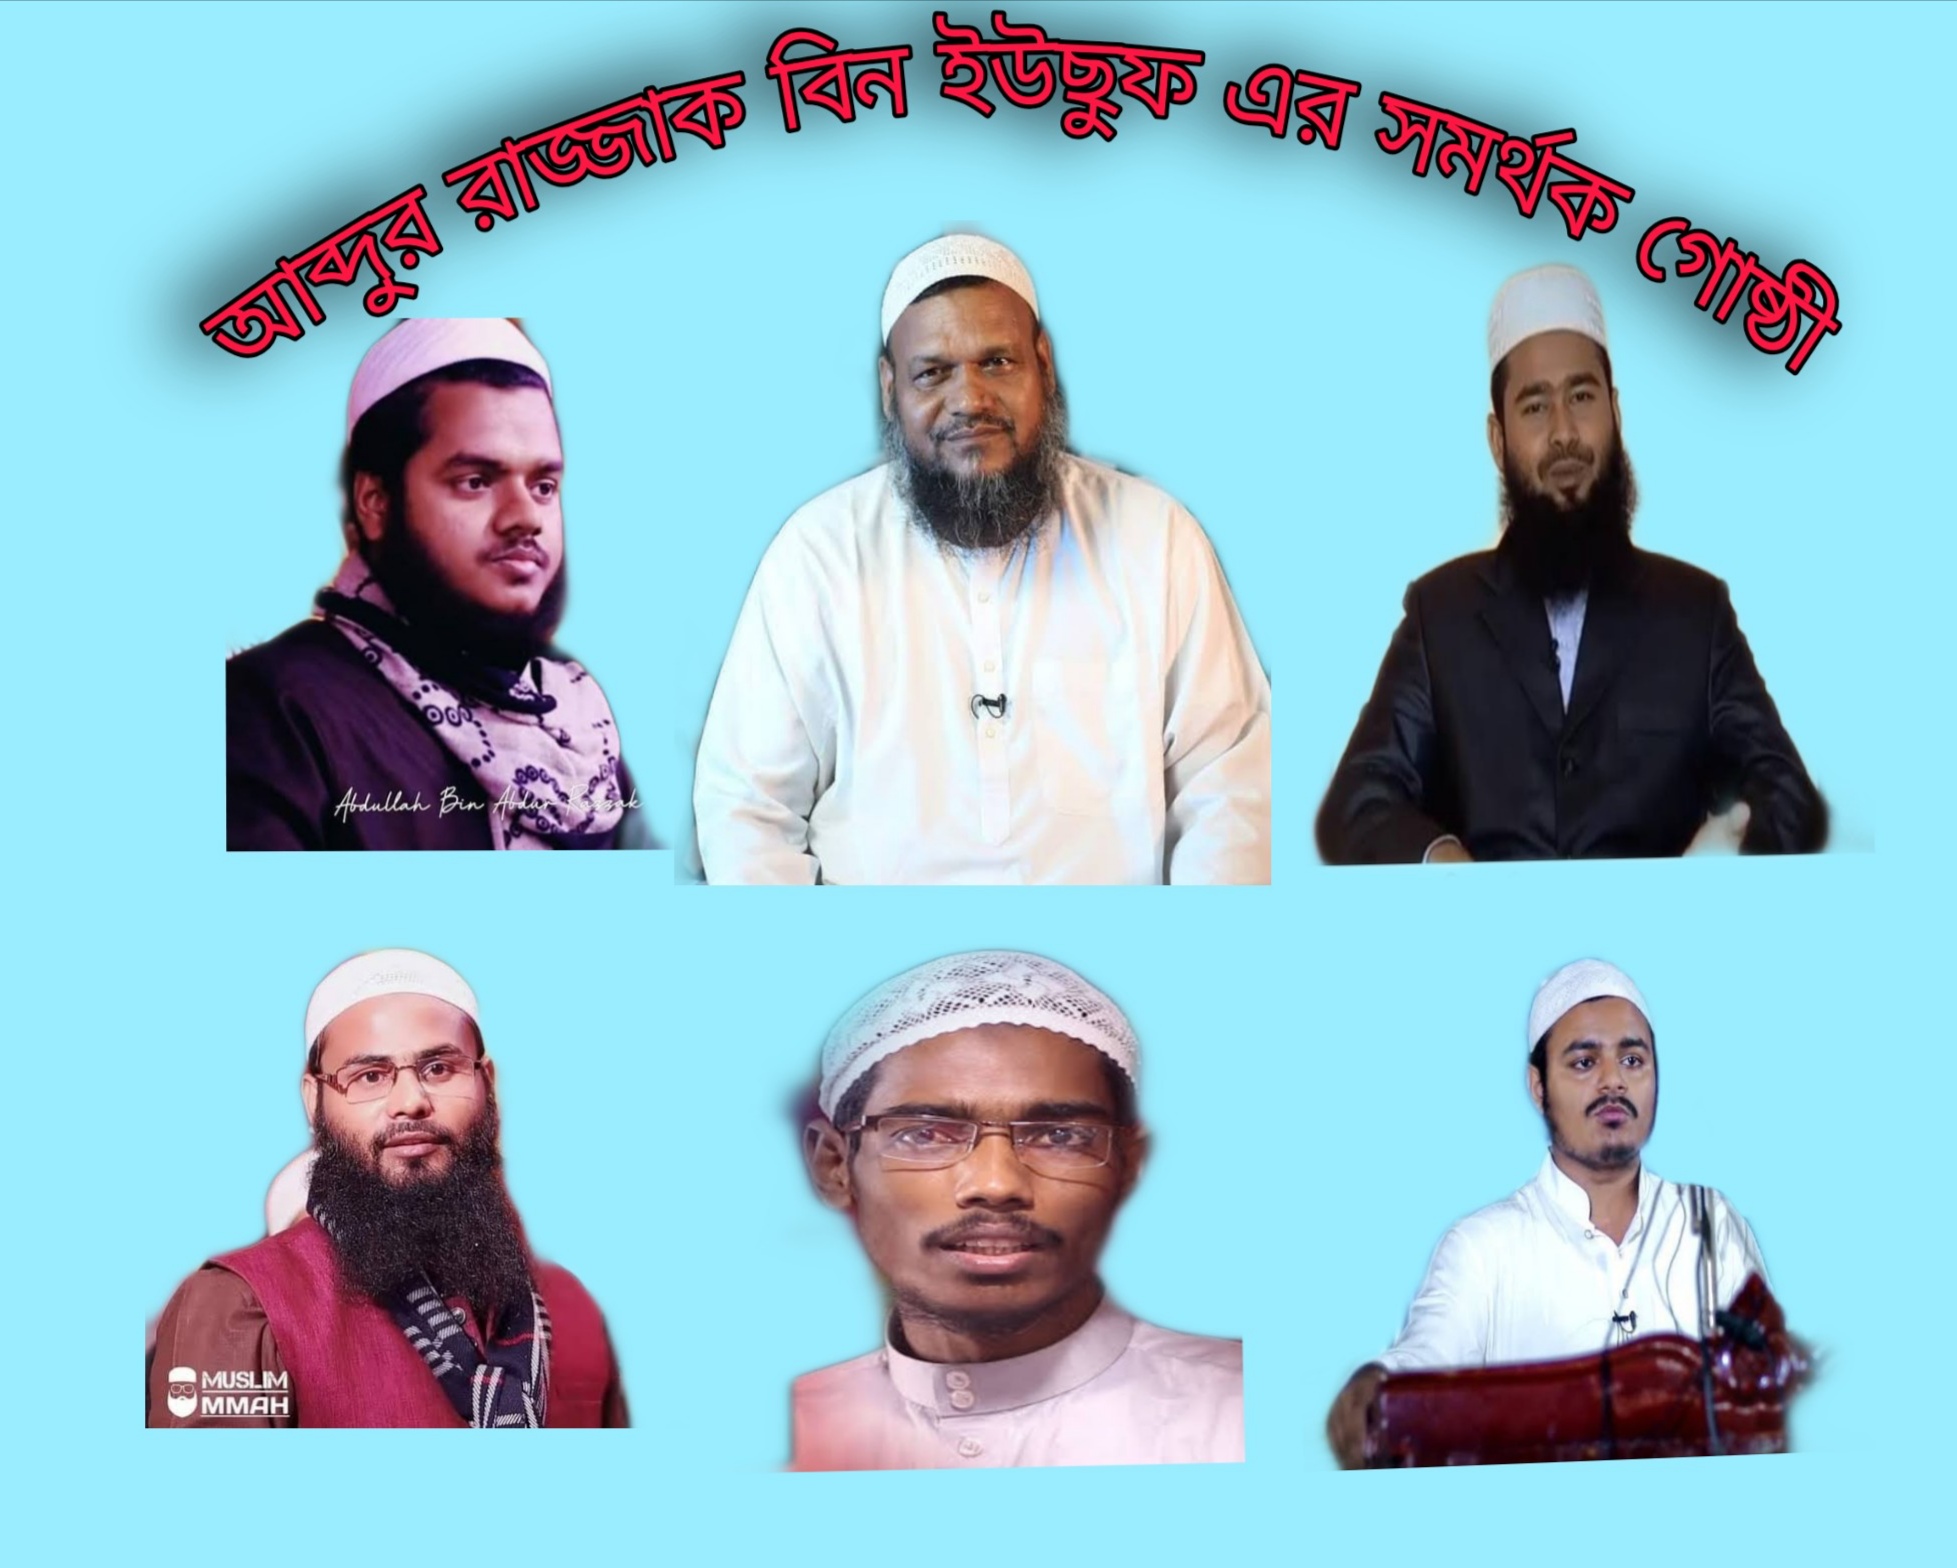 আব্দুর রাজ্জাক বিন ইউছুফ এর সমর্থক গোষ্ঠী
Abdullah Bin Abdur Razzak
MUSLIM
MMAH